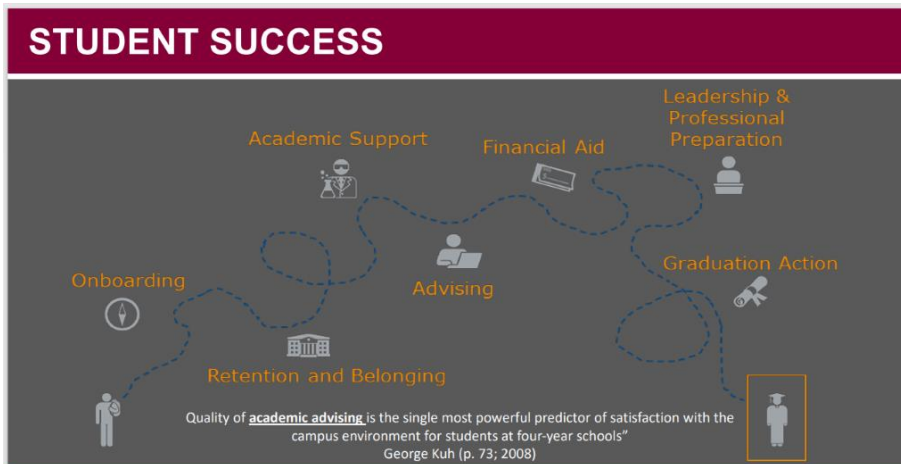 STUDENT SUCCESS
Leadership &
Professional
Preparation
Academic Support
Financial Aid
Onboarding
Advising
Graduation Action
Retention and Belonging
Quality of academic advising is the single most powerful predictor of satisfaction with the
campus environment for students at four-year schools”
George Kuh (p. 73; 2008)